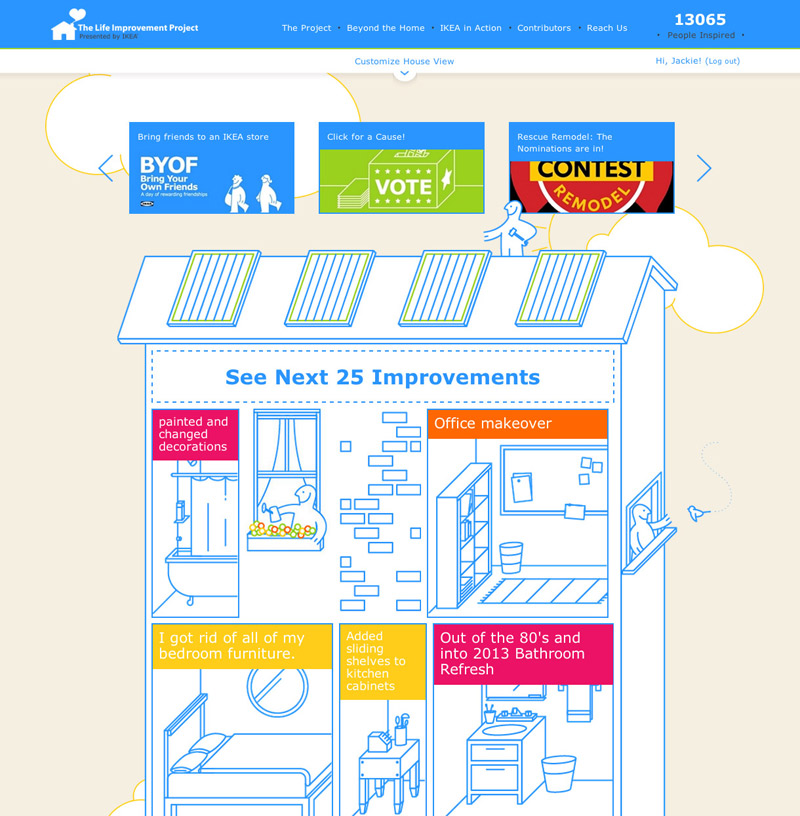 The Life Improvement Project
Presented by IKEA
The Project • Beyond the Home • IKEA in Action • Contributors • Reach Us
13065
• People Inspired •
Customize House View
Hi, Jackie! (Log out)
Bring friends to an IKEA store
BYOF
Bring Your
Own Friends
A day of rewarding friendships
IKEA
Click for a Cause!
VOTE
Rescue Remodel: The
Nominations are in!
CONTEST
REMODEL
See Next 25 Improvements
painted and
changed
decorations
Office makeover
I got rid of all of my
bedroom furniture.
Added
sliding
shelves to
kitchen
cabinets
Out of the 80's and
into 2013 Bathroom
Refresh